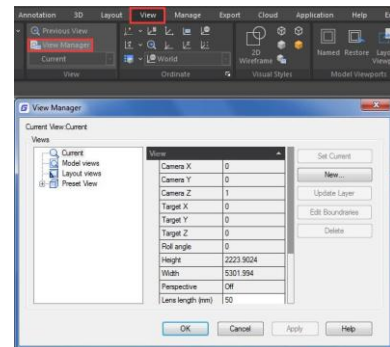 Annotation 3D Layout View Manage Export Cloud Application Help
Previous View
View Manager
Current
World
2D
Wireframe
Named Restore
View Ordinate Visual Styles Model Viewports
View Manager
Current View:Current
Views
Current
Model views
Layout views
Preset View
View
Camera X 0
Camera Y 0
Camera Z 1
Target X 0
Target Y 0
Target Z 0
Roll angle 0
Height 2223.9024
Width 5301.994
Perspective Off
Lens length (mm) 50
Set Current
New...
Update Layer
Edit Boundraries
Delete
OK Cancel Apply Help